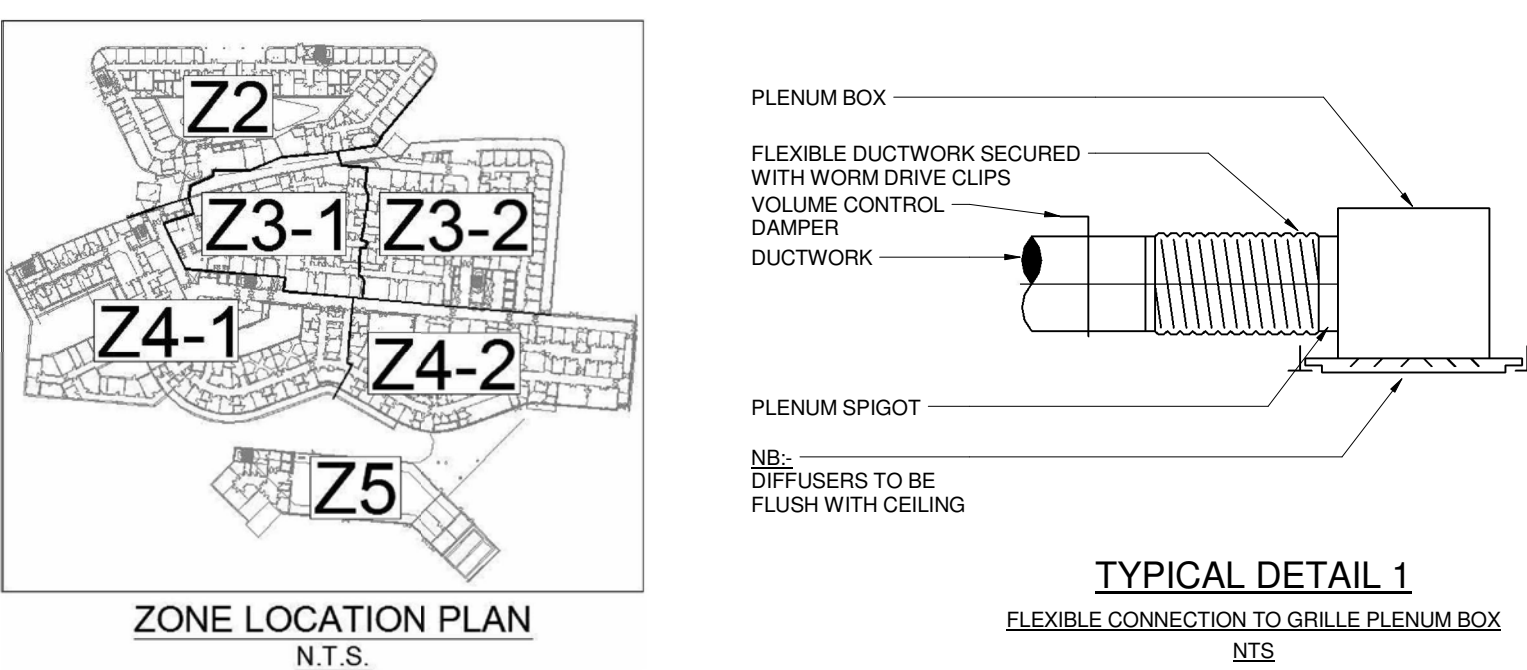 Z2
Z3-1
Z3-2
Z4-1
Z4-2
Z5
ZONE LOCATION PLAN
N.T.S.
PLENUM BOX
FLEXIBLE DUCTWORK SECURED
WITH WORM DRIVE CLIPS
VOLUME CONTROL
DAMPER
DUCTWORK
PLENUM SPIGOT
NB:-
DIFFUSERS TO BE
FLUSH WITH CEILING
TYPICAL DETAIL 1
FLEXIBLE CONNECTION TO GRILLE PLENUM BOX
NTS